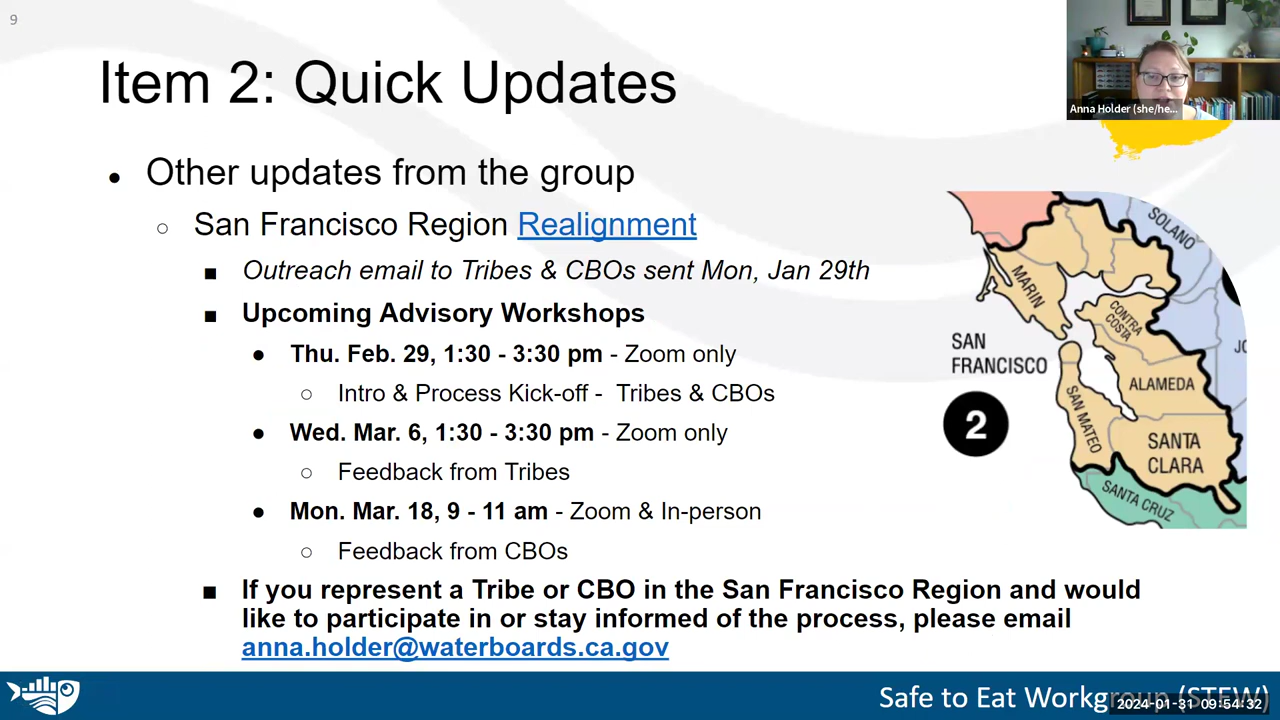 9
Item 2: Quick Updates
Anna Holder (she/he...
● Other updates from the group
○ San Francisco Region Realignment
■ Outreach email to Tribes & CBOs sent Mon, Jan 29th
■ Upcoming Advisory Workshops
● Thu. Feb. 29, 1:30 - 3:30 pm - Zoom only
○ Intro & Process Kick-off - Tribes & CBOs
● Wed. Mar. 6, 1:30 - 3:30 pm - Zoom only
○ Feedback from Tribes
● Mon. Mar. 18, 9 - 11 am - Zoom & In-person
○ Feedback from CBOs
■ If you represent a Tribe or CBO in the San Francisco Region and would
like to participate in or stay informed of the process, please email
anna.holder@waterboards.ca.gov
SOLANO
MARIN
CONTRA
COSTA
SAN
FRANCISCO
ALAMEDA
2
SAN MATEO
SANTA
CLARA
SANTA CRUZ
Safe to Eat Workgroup (STEW)
2024-01-31 09:54:32